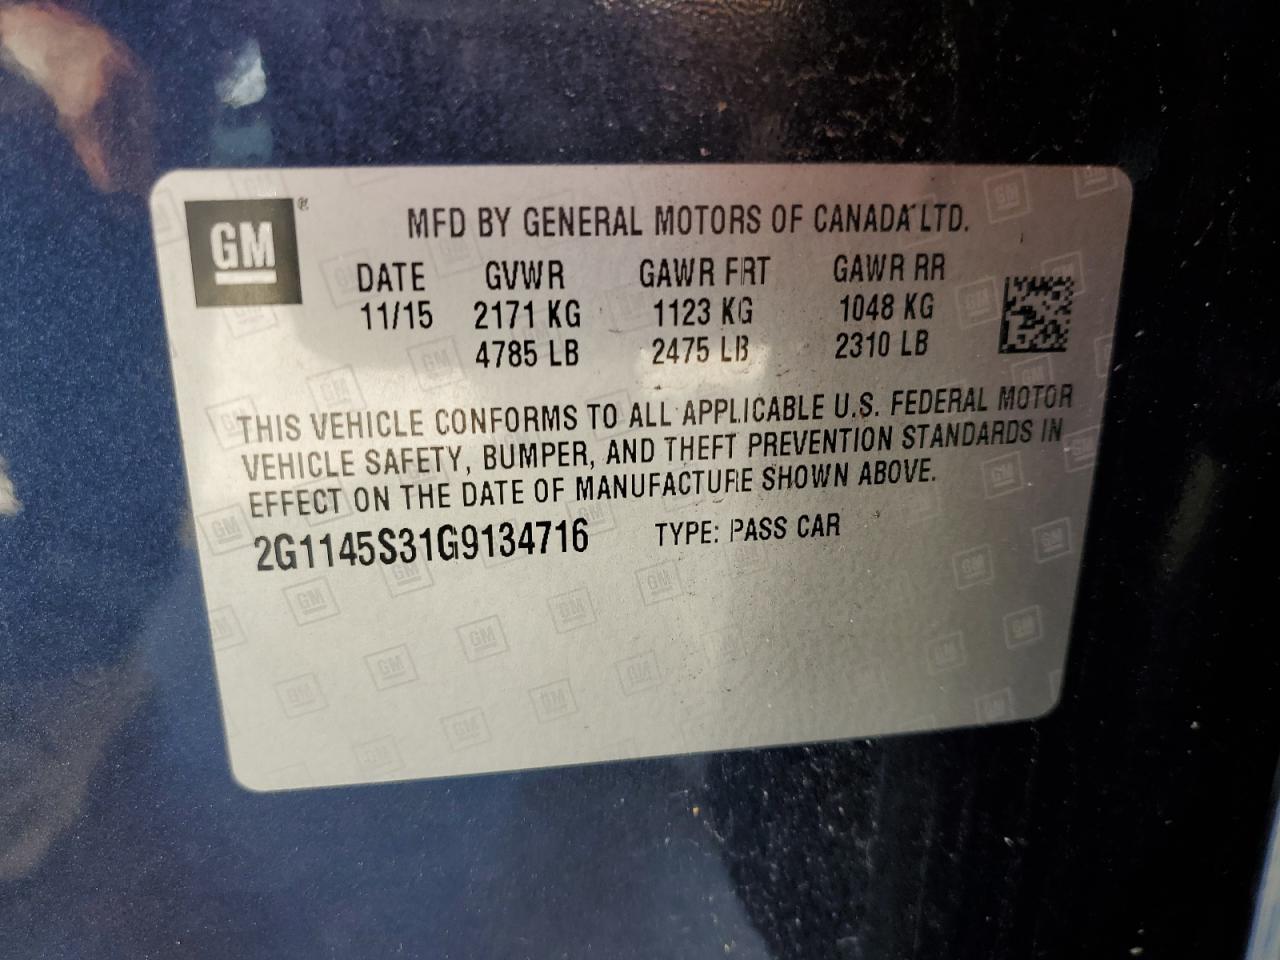 GM®
MFD BY GENERAL MOTORS OF CANADA LTD.
DATE GVWR GAWR FRT GAWR RR
11/15 2171 KG 1123 KG 1048 KG
4785 LB 2475 LB 2310 LB
THIS VEHICLE CONFORMS TO ALL APPLICABLE U.S. FEDERAL MOTOR
VEHICLE SAFETY, BUMPER, AND THEFT PREVENTION STANDARDS IN
EFFECT ON THE DATE OF MANUFACTURE SHOWN ABOVE.
2G1145S31G9134716 TYPE: PASS CAR